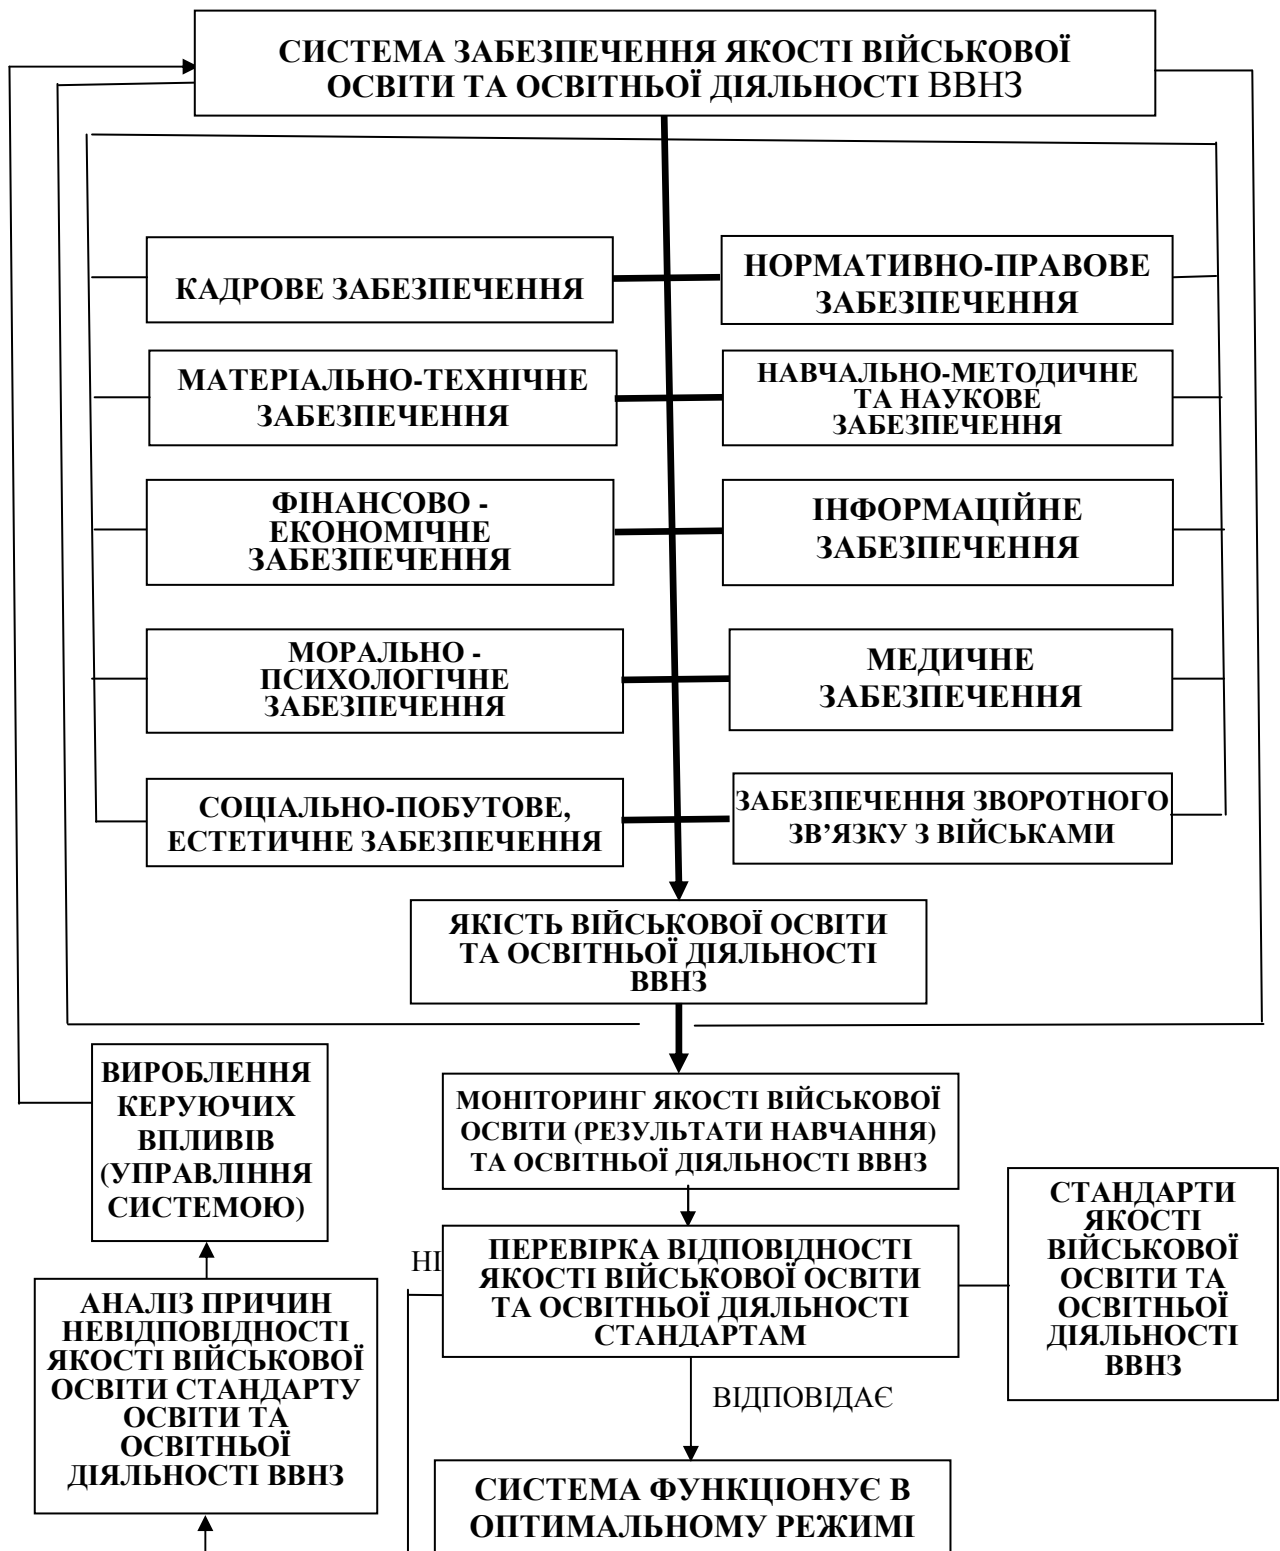 СИСТЕМА ЗАБЕЗПЕЧЕННЯ ЯКОСТІ ВІЙСЬКОВОЇ
ОСВІТИ ТА ОСВІТНЬОЇ ДІЯЛЬНОСТІ ВВНЗ
КАДРОВЕ ЗАБЕЗПЕЧЕННЯ
НОРМАТИВНО-ПРАВОВЕ
ЗАБЕЗПЕЧЕННЯ
МАТЕРІАЛЬНО-ТЕХНІЧНЕ
ЗАБЕЗПЕЧЕННЯ
НАВЧАЛЬНО-МЕТОДИЧНЕ
ТА НАУКОВЕ
ЗАБЕЗПЕЧЕННЯ
ФІНАНСОВО -
ЕКОНОМІЧНЕ
ЗАБЕЗПЕЧЕННЯ
ІНФОРМАЦІЙНЕ
ЗАБЕЗПЕЧЕННЯ
МОРАЛЬНО -
ПСИХОЛОГІЧНЕ
ЗАБЕЗПЕЧЕННЯ
МЕДИЧНЕ
ЗАБЕЗПЕЧЕННЯ
СОЦІАЛЬНО-ПОБУТОВЕ,
ЕСТЕТИЧНЕ ЗАБЕЗПЕЧЕННЯ
ЗАБЕЗПЕЧЕННЯ ЗВОРОТНОГО
ЗВ’ЯЗКУ З ВІЙСЬКАМИ
ЯКІСТЬ ВІЙСЬКОВОЇ ОСВІТИ
ТА ОСВІТНЬОЇ ДІЯЛЬНОСТІ
ВВНЗ
ВИРОБЛЕННЯ
КЕРУЮЧИХ
ВПЛИВІВ
(УПРАВЛІННЯ
СИСТЕМОЮ)
МОНІТОРИНГ ЯКОСТІ ВІЙСЬКОВОЇ
ОСВІТИ (РЕЗУЛЬТАТИ НАВЧАННЯ)
ТА ОСВІТНЬОЇ ДІЯЛЬНОСТІ ВВНЗ
СТАНДАРТИ
ЯКОСТІ
ВІЙСЬКОВОЇ
ОСВІТИ ТА
ОСВІТНЬОЇ
ДІЯЛЬНОСТІ
ВВНЗ
НІ
ПЕРЕВІРКА ВІДПОВІДНОСТІ
ЯКОСТІ ВІЙСЬКОВОЇ ОСВІТИ
ТА ОСВІТНЬОЇ ДІЯЛЬНОСТІ
СТАНДАРТАМ
АНАЛІЗ ПРИЧИН
НЕВІДПОВІДНОСТІ
ЯКОСТІ ВІЙСЬКОВОЇ
ОСВІТИ СТАНДАРТУ
ОСВІТИ ТА
ОСВІТНЬОЇ
ДІЯЛЬНОСТІ ВВНЗ
ВІДПОВІДАЄ
СИСТЕМА ФУНКЦІОНУЄ В
ОПТИМАЛЬНОМУ РЕЖИМІ